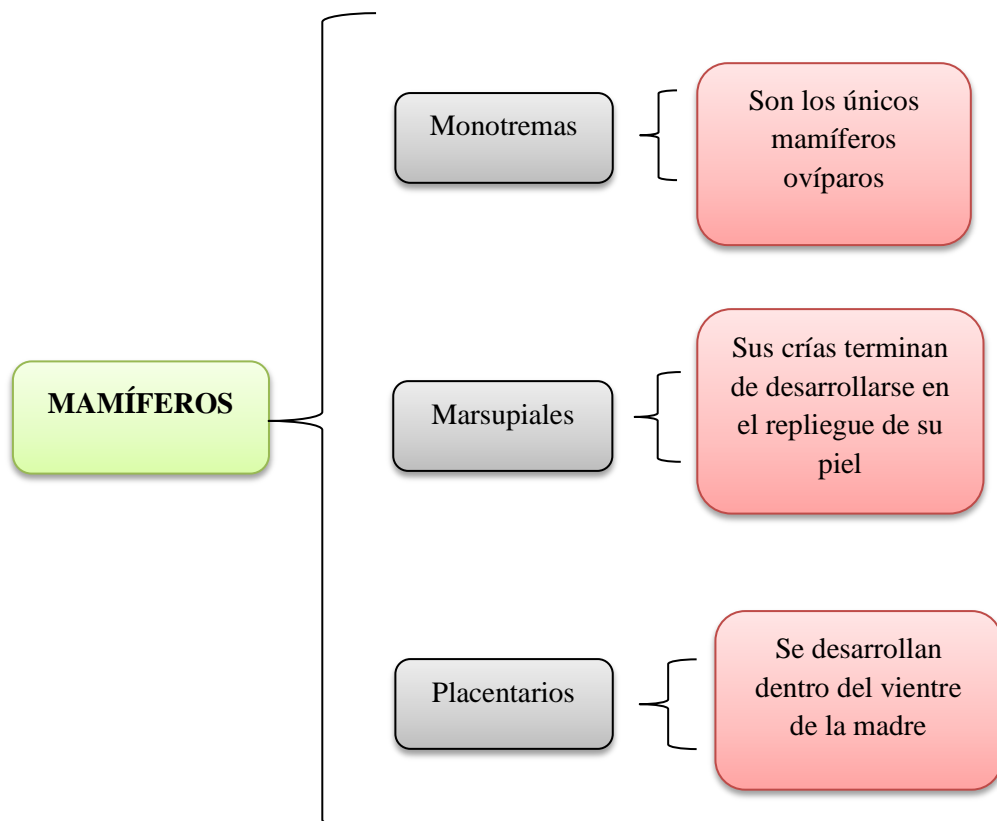 MAMÍFEROS
Monotremas
Son los únicos
mamíferos
ovíparos
Marsupiales
Sus crías terminan
de desarrollarse en
el repliegue de su
piel
Placentarios
Se desarrollan
dentro del vientre
de la madre